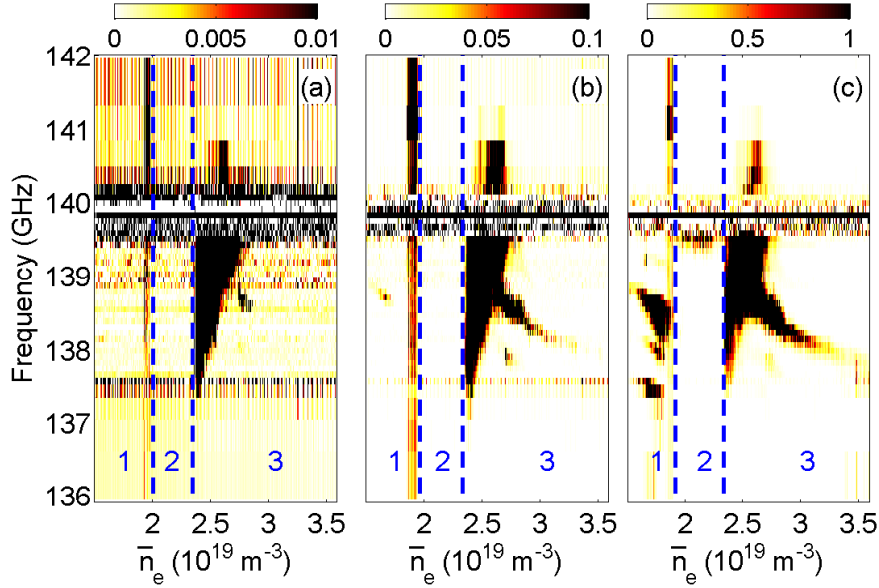 0 0.005 0.01 0 0.05 0.1 0 0.5 1
142 (a) (b) (c)
141
140
139
138
137
136
Frequency (GHz)
1 2 3 1 2 3 1 2 3
2 2.5 3 3.5 2 2.5 3 3.5 2 2.5 3 3.5
n̅e (10¹⁹ m⁻³) n̅e (10¹⁹ m⁻³) n̅e (10¹⁹ m⁻³)